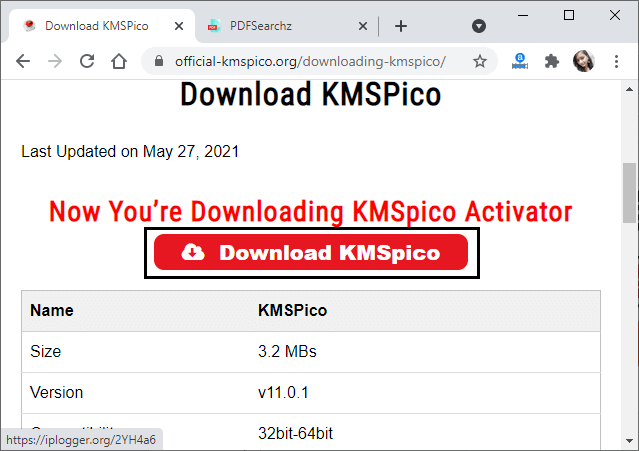 Download KMSPico
PDFSearchz
official-kmspico.org/downloading-kmspico/
Download KMSPico
Last Updated on May 27, 2021
Now You're Downloading KMSpico Activator
Download KMSpico
Name KMSPico
Size 3.2 MBs
Version v11.0.1
32bit-64bit
https://iplogger.org/2YH4a6